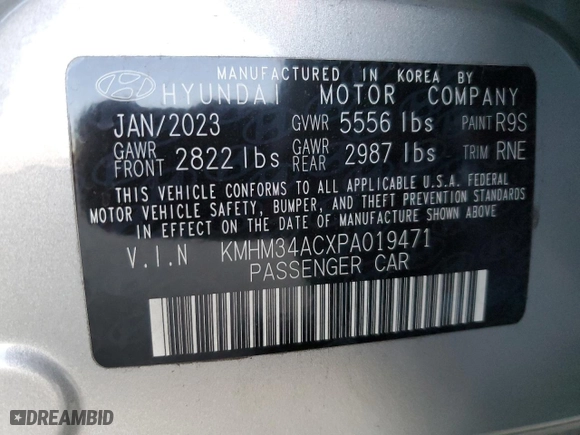 MANUFACTURED IN KOREA BY
HYUNDAI MOTOR COMPANY
JAN/2023 GVWR 5556 lbs PAINT R9S
GAWR FRONT 2822 lbs GAWR REAR 2987 lbs TRIM RNE
THIS VEHICLE CONFORMS TO ALL APPLICABLE U.S.A. FEDERAL
MOTOR VEHICLE SAFETY, BUMPER, AND THEFT PREVENTION STANDARDS
IN EFFECT ON THE DATE OF MANUFACTURE SHOWN ABOVE
V.I.N KMHM34ACXPA019471
PASSENGER CAR
DREAMBID